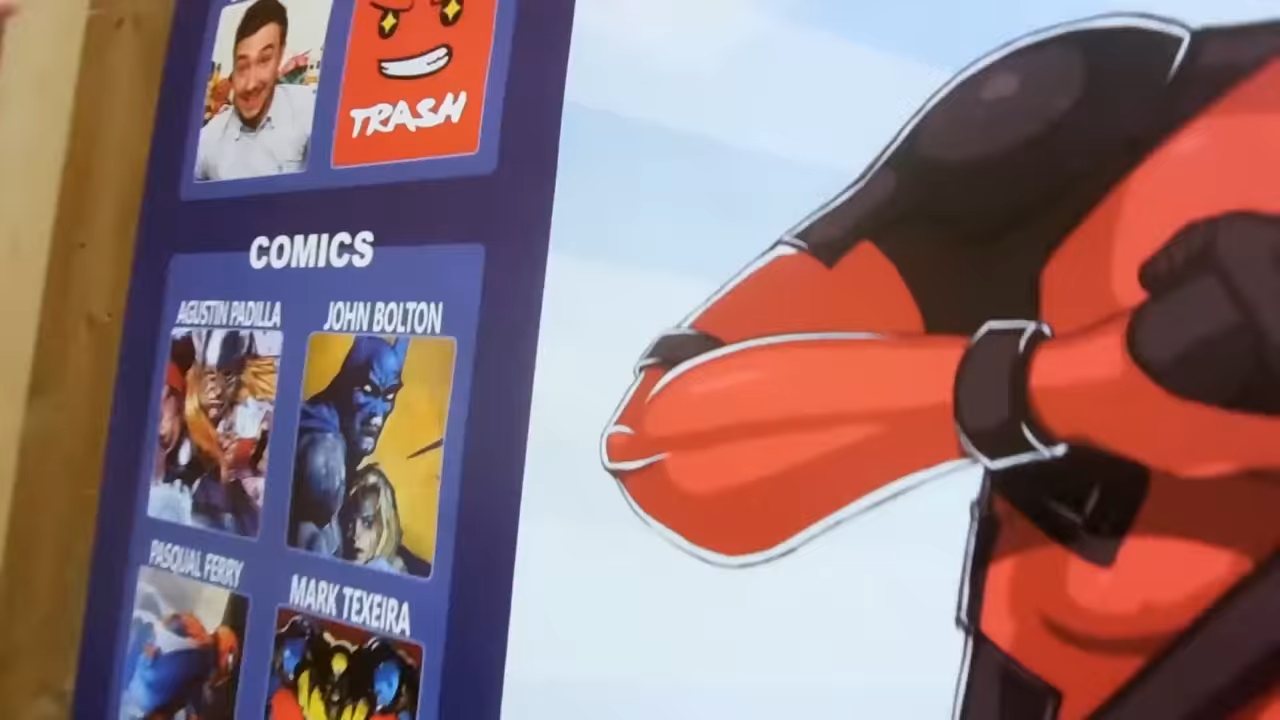 TRASH
COMICS
AGUSTIN PADILLA
JOHN BOLTON
PASQUAL FERRY
MARK TEXEIRA